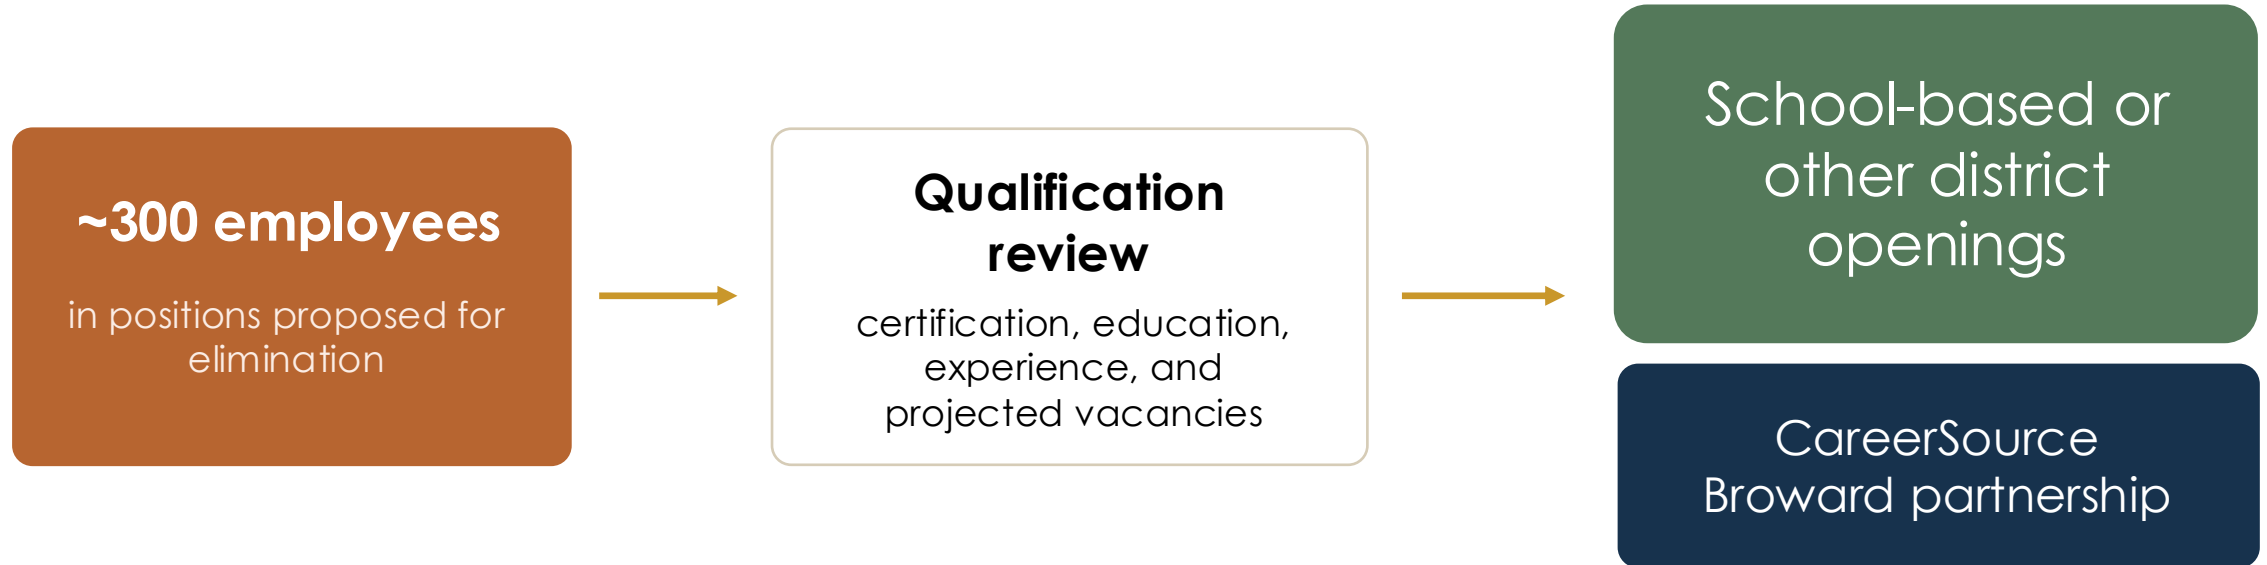 ~300 employees
in positions proposed for
elimination
Qualification
review
certification, education,
experience, and
projected vacancies
School-based or
other district
openings
CareerSource
Broward partnership